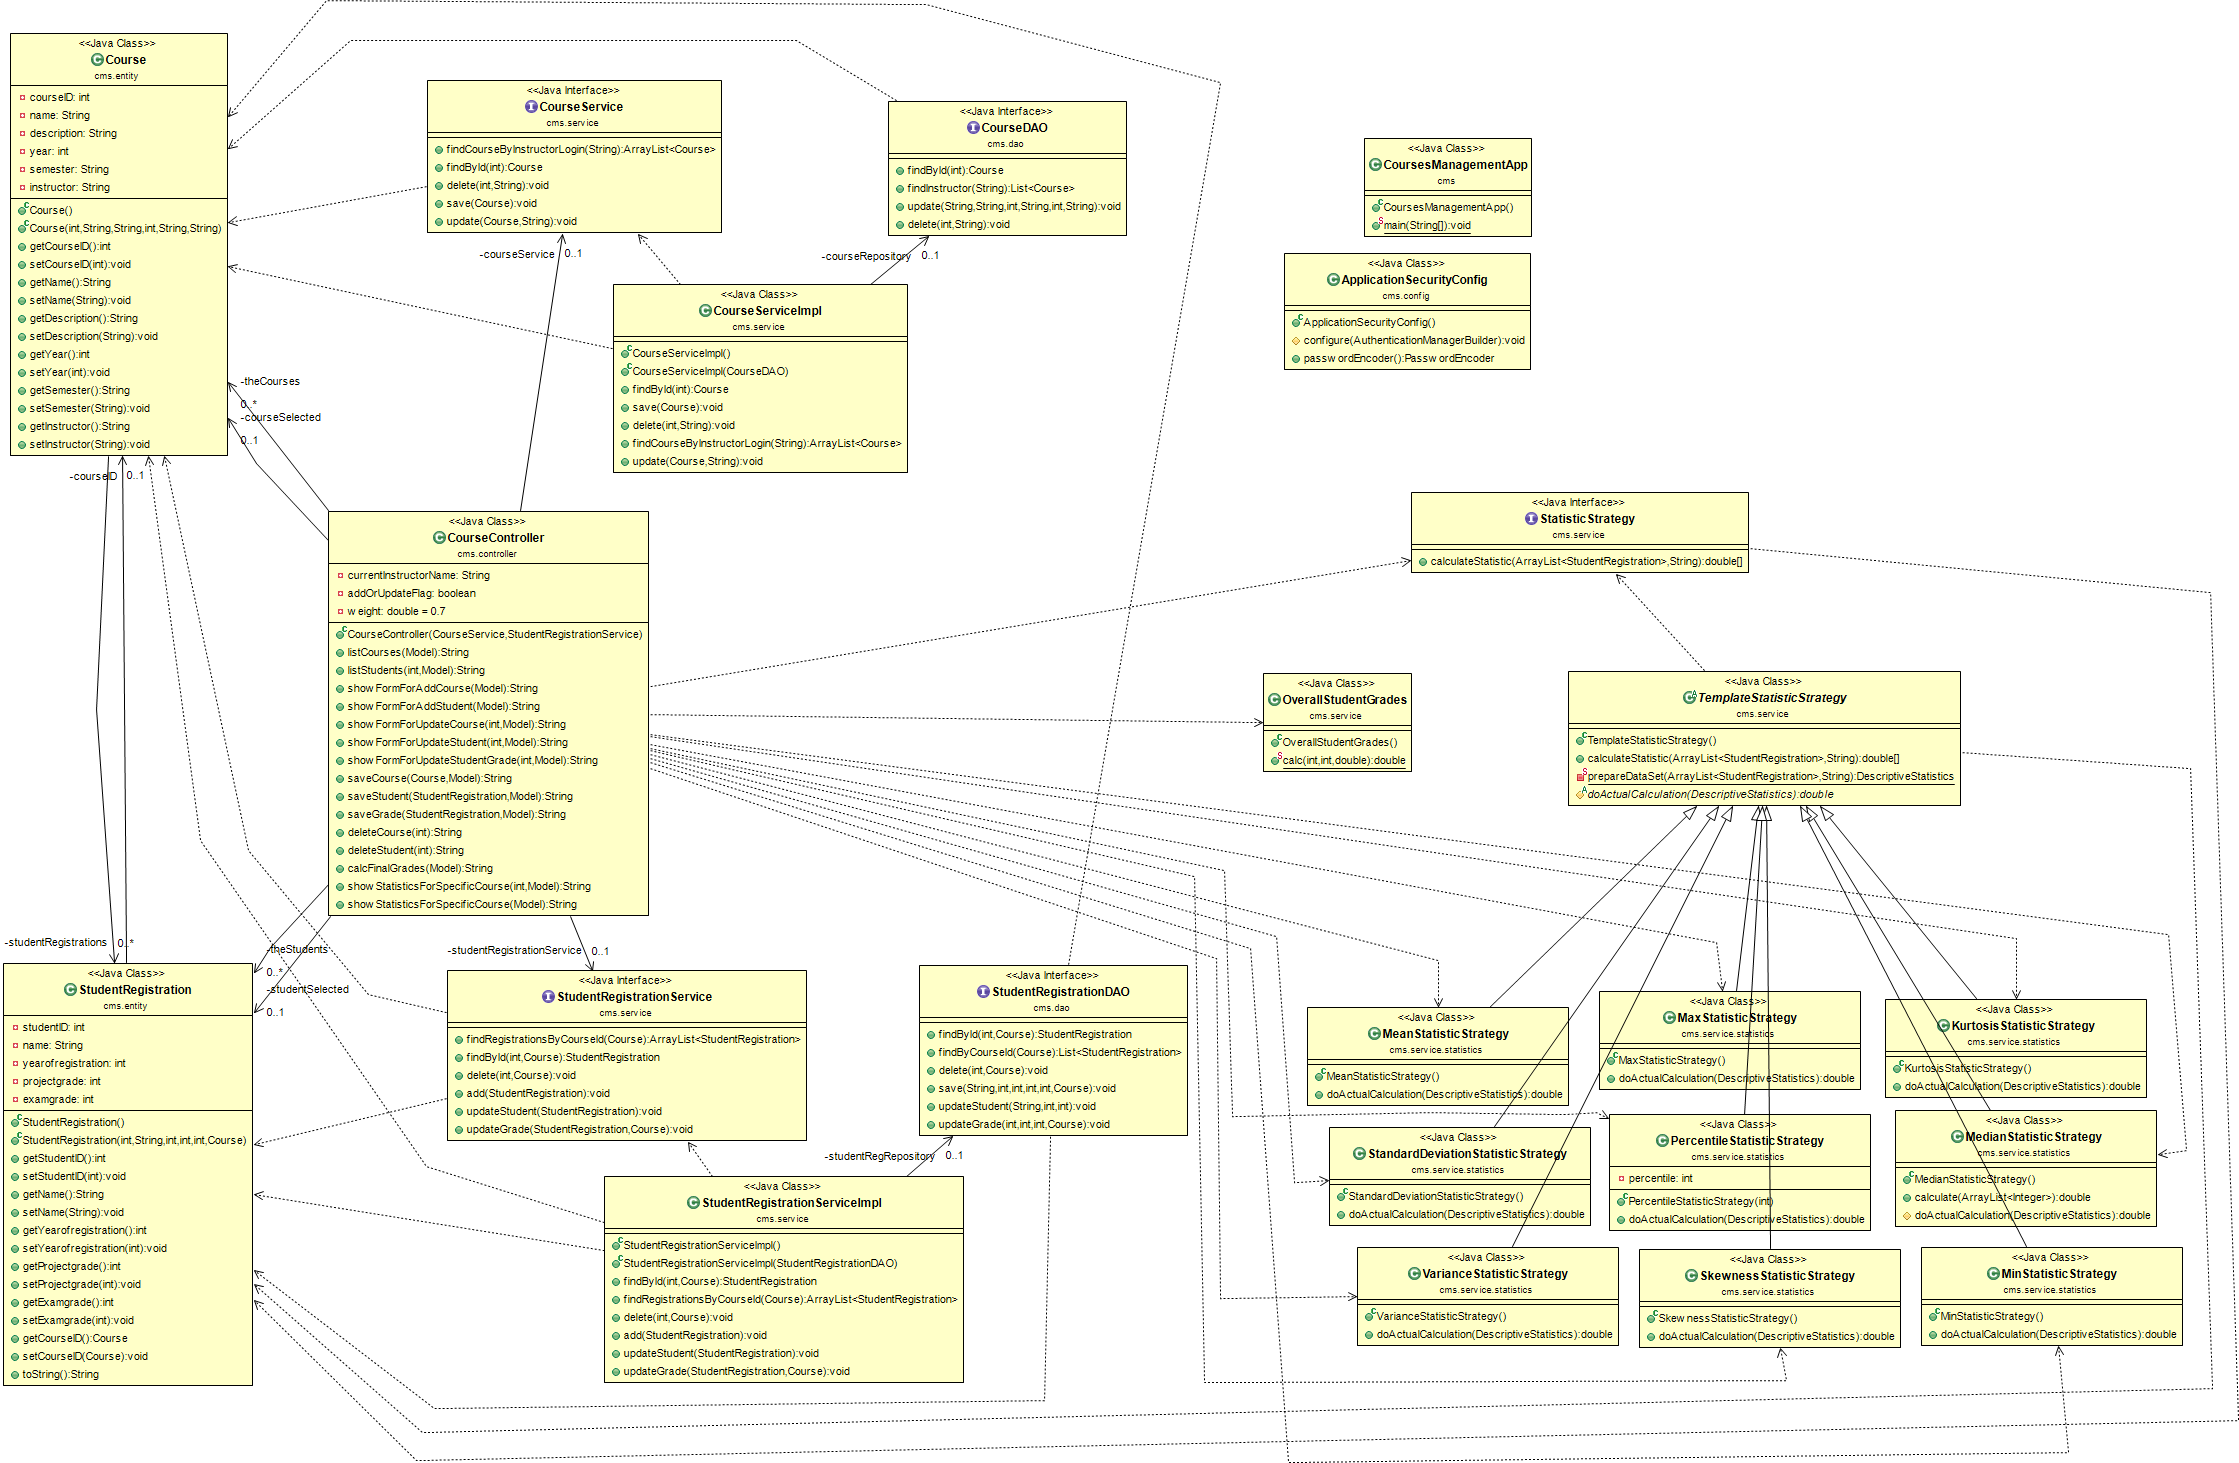 <<Java Class>>
Course
cms.entity
courseID: int
name: String
description: String
year: int
semester: String
instructor: String
Course()
Course(int,String,String,int,String,String)
getCourseID():int
setCourseID(int):void
getName():String
setName(String):void
getDescription():String
setDescription(String):void
getYear():int
setYear(int):void
getSemester():String
setSemester(String):void
getInstructor():String
setInstructor(String):void
<<Java Interface>>
CourseService
cms.service
findCourseByInstructorLogin(String):ArrayList<Course>
findById(int):Course
delete(int,String):void
save(Course):void
update(Course,String):void
<<Java Interface>>
CourseDAO
cms.dao
findById(int):Course
findInstructor(String):List<Course>
update(String,String,int,String,int,String):void
delete(int,String):void
<<Java Class>>
CoursesManagementApp
cms
CoursesManagementApp()
main(String[]):void
<<Java Class>>
ApplicationSecurityConfig
cms.config
ApplicationSecurityConfig()
configure(AuthenticationManagerBuilder):void
passwordEncoder():PasswordEncoder
-courseService 0..1
-courseRepository 0..1
<<Java Class>>
CourseServiceImpl
cms.service
CourseServiceImpl()
CourseServiceImpl(CourseDAO)
findById(int):Course
save(Course):void
delete(int,String):void
findCourseByInstructorLogin(String):ArrayList<Course>
update(Course,String):void
-theCourses
0..*
-courseSelected
0..1
-courseID 0..1
<<Java Class>>
CourseController
cms.controller
currentInstructorName: String
addOrUpdateFlag: boolean
weight: double = 0.7
CourseController(CourseService,StudentRegistrationService)
listCourses(Model):String
listStudents(int,Model):String
showFormForAddCourse(Model):String
showFormForAddStudent(Model):String
showFormForUpdateCourse(int,Model):String
showFormForUpdateStudent(int,Model):String
showFormForUpdateStudentGrade(int,Model):String
saveCourse(Course,Model):String
saveStudent(StudentRegistration,Model):String
saveGrade(StudentRegistration,Model):String
deleteCourse(int):String
deleteStudent(int):String
calcFinalGrades(Model):String
showStatisticsForSpecificCourse(int,Model):String
showStatisticsForSpecificCourse(Model):String
<<Java Interface>>
StatisticStrategy
cms.service
calculateStatistic(ArrayList<StudentRegistration>,String):double[]
<<Java Class>>
OverallStudentGrades
cms.service
OverallStudentGrades()
calc(int,int,double):double
<<Java Class>>
TemplateStatisticStrategy
cms.service
TemplateStatisticStrategy()
calculateStatistic(ArrayList<StudentRegistration>,String):double[]
prepareDataSet(ArrayList<StudentRegistration>,String):DescriptiveStatistics
doActualCalculation(DescriptiveStatistics):double
-studentRegistrations 0..*
-theStudents
0..*
-studentSelected
0..1
-studentRegistrationService 0..1
<<Java Class>>
StudentRegistration
cms.entity
studentID: int
name: String
yearofregistration: int
projectgrade: int
examgrade: int
StudentRegistration()
StudentRegistration(int,String,int,int,int,Course)
getStudentID():int
setStudentID(int):void
getName():String
setName(String):void
getYearofregistration():int
setYearofregistration(int):void
getProjectgrade():int
setProjectgrade(int):void
getExamgrade():int
setExamgrade(int):void
getCourseID():Course
setCourseID(Course):void
toString():String
<<Java Interface>>
StudentRegistrationService
cms.service
findRegistrationsByCourseId(Course):ArrayList<StudentRegistration>
findById(int,Course):StudentRegistration
delete(int,Course):void
add(StudentRegistration):void
updateStudent(StudentRegistration):void
updateGrade(StudentRegistration,Course):void
<<Java Interface>>
StudentRegistrationDAO
cms.dao
findById(int,Course):StudentRegistration
findByCourseId(Course):List<StudentRegistration>
delete(int,Course):void
save(String,int,int,int,int,Course):void
updateStudent(String,int,int):void
updateGrade(int,int,int,Course):void
-studentRegRepository 0..1
<<Java Class>>
StudentRegistrationServiceImpl
cms.service
StudentRegistrationServiceImpl()
StudentRegistrationServiceImpl(StudentRegistrationDAO)
findById(int,Course):StudentRegistration
findRegistrationsByCourseId(Course):ArrayList<StudentRegistration>
delete(int,Course):void
add(StudentRegistration):void
updateStudent(StudentRegistration):void
updateGrade(StudentRegistration,Course):void
<<Java Class>>
MeanStatisticStrategy
cms.service.statistics
MeanStatisticStrategy()
doActualCalculation(DescriptiveStatistics):double
<<Java Class>>
MaxStatisticStrategy
cms.service.statistics
MaxStatisticStrategy()
doActualCalculation(DescriptiveStatistics):double
<<Java Class>>
KurtosisStatisticStrategy
cms.service.statistics
KurtosisStatisticStrategy()
doActualCalculation(DescriptiveStatistics):double
<<Java Class>>
StandardDeviationStatisticStrategy
cms.service.statistics
StandardDeviationStatisticStrategy()
doActualCalculation(DescriptiveStatistics):double
<<Java Class>>
PercentileStatisticStrategy
cms.service.statistics
percentile: int
PercentileStatisticStrategy(int)
doActualCalculation(DescriptiveStatistics):double
<<Java Class>>
MedianStatisticStrategy
cms.service.statistics
MedianStatisticStrategy()
calculate(ArrayList<Integer>):double
doActualCalculation(DescriptiveStatistics):double
<<Java Class>>
VarianceStatisticStrategy
cms.service.statistics
VarianceStatisticStrategy()
doActualCalculation(DescriptiveStatistics):double
<<Java Class>>
SkewnessStatisticStrategy
cms.service.statistics
SkewnessStatisticStrategy()
doActualCalculation(DescriptiveStatistics):double
<<Java Class>>
MinStatisticStrategy
cms.service.statistics
MinStatisticStrategy()
doActualCalculation(DescriptiveStatistics):double